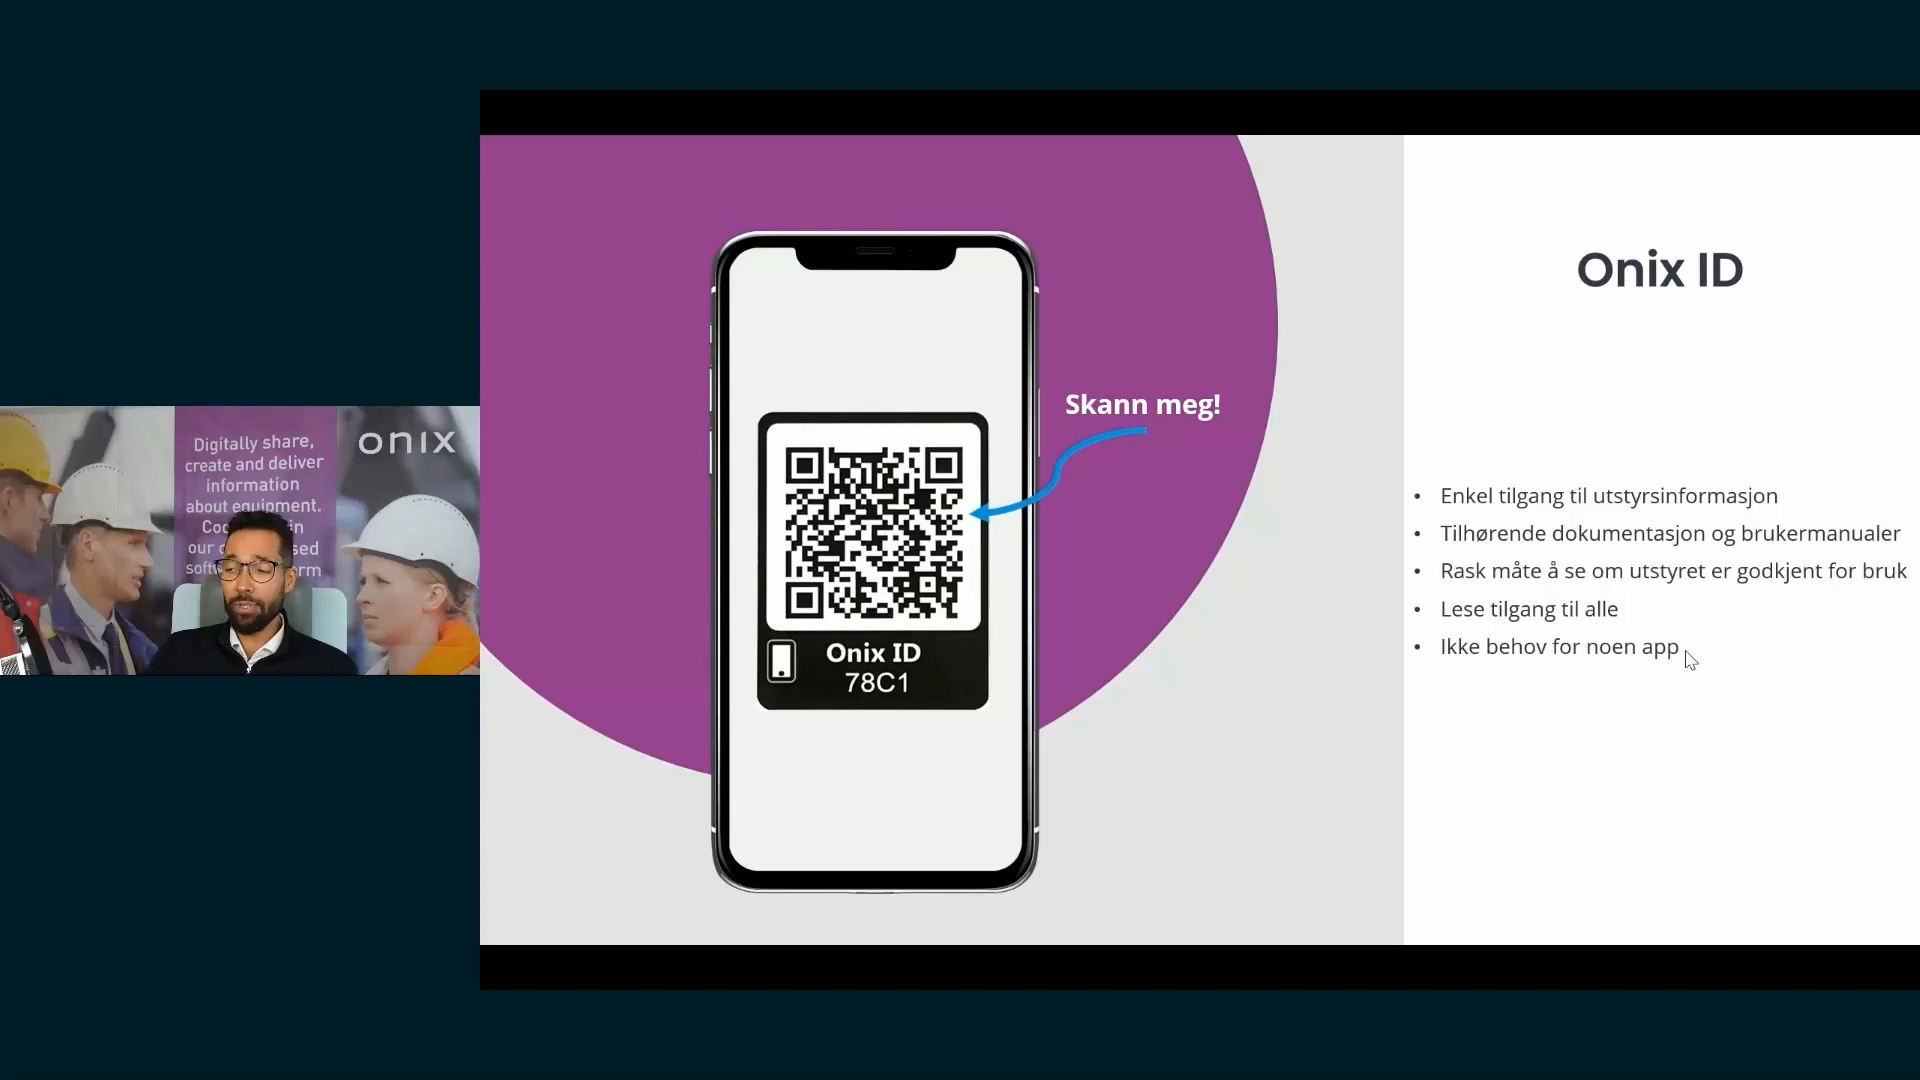 Digitally share,
create and deliver
information
about equipment.
in
our
onix
Skann meg!
Onix ID
78C1
Onix ID
• Enkel tilgang til utstyrsinformasjon
• Tilhørende dokumentasjon og brukermanualer
• Rask måte å se om utstyret er godkjent for bruk
• Lese tilgang til alle
• Ikke behov for noen app